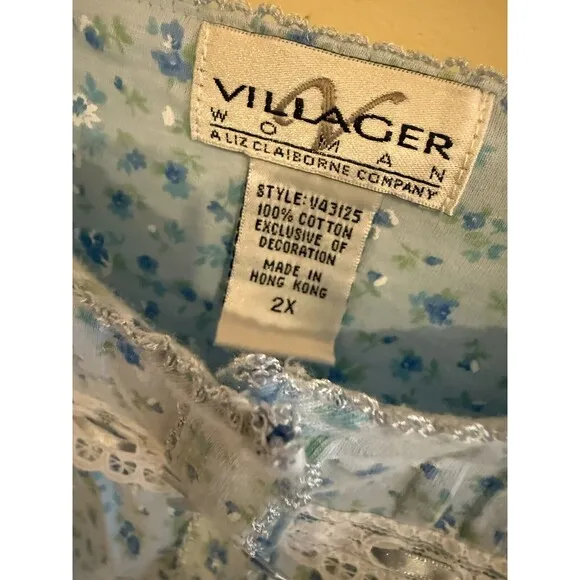 VILLAGER
WOMAN
A LIZ CLAIBORNE COMPANY
STYLE: V43125
100% COTTON
EXCLUSIVE OF
DECORATION
MADE IN
HONG KONG
2X